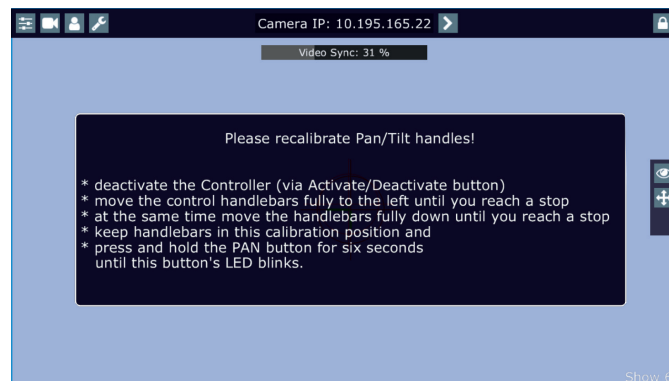 Camera IP: 10.195.165.22
Video Sync: 31 %
Please recalibrate Pan/Tilt handles!
* deactivate the Controller (via Activate/Deactivate button)
* move the control handlebars fully to the left until you reach a stop
* at the same time move the handlebars fully down until you reach a stop
* keep handlebars in this calibration position and
* press and hold the PAN button for six seconds
until this button's LED blinks.
Show